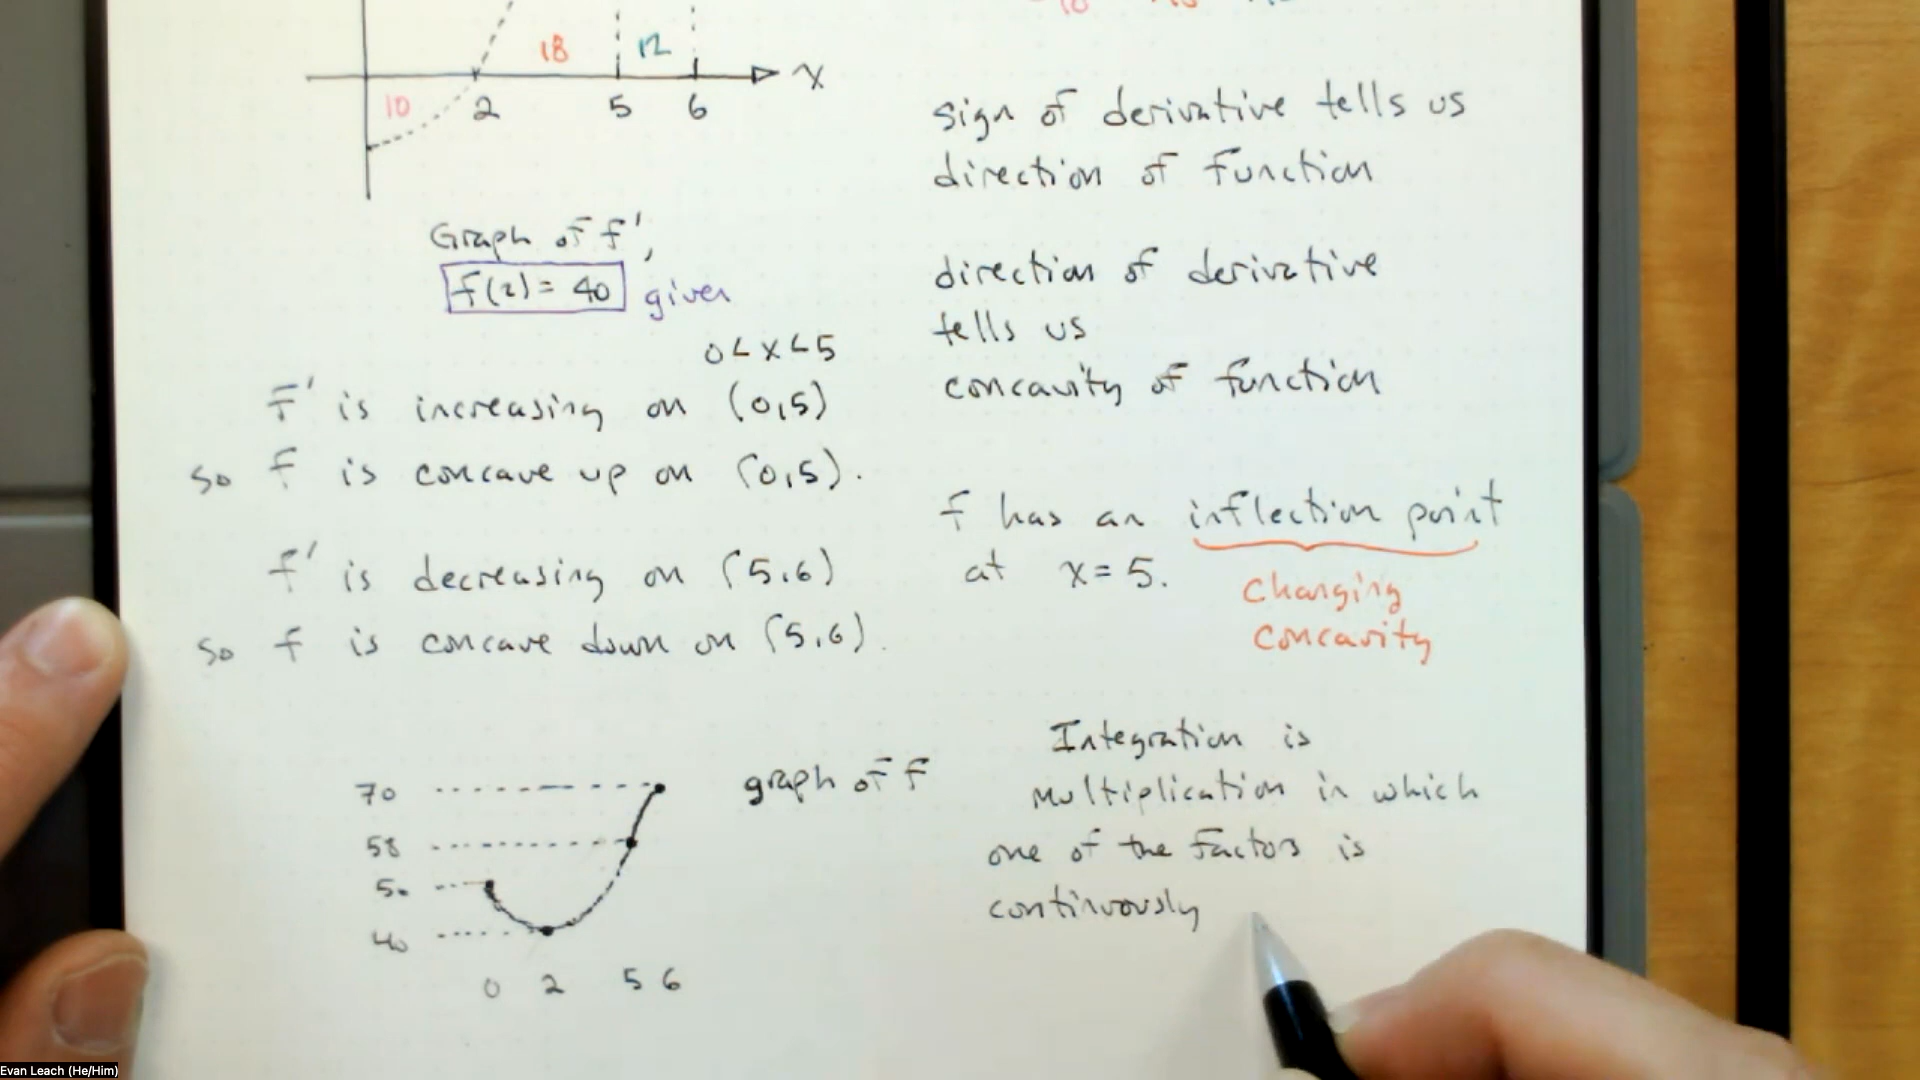 18
12
x
10
2
5
6
Graph of f',
f(2) = 40 given
0<x<5
f' is increasing on (0,5)
so f is concave up on (0,5).
f' is decreasing on (5,6)
so f is concave down on (5,6).
70
graph of f
58
50
40
0 2 5 6
sign of derivative tells us
direction of function
direction of derivative
tells us
concavity of function
f has an inflection point
at x=5.
changing
concavity
Integration is
multiplication in which
one of the factors is
continuously
Evan Leach (He/Him)